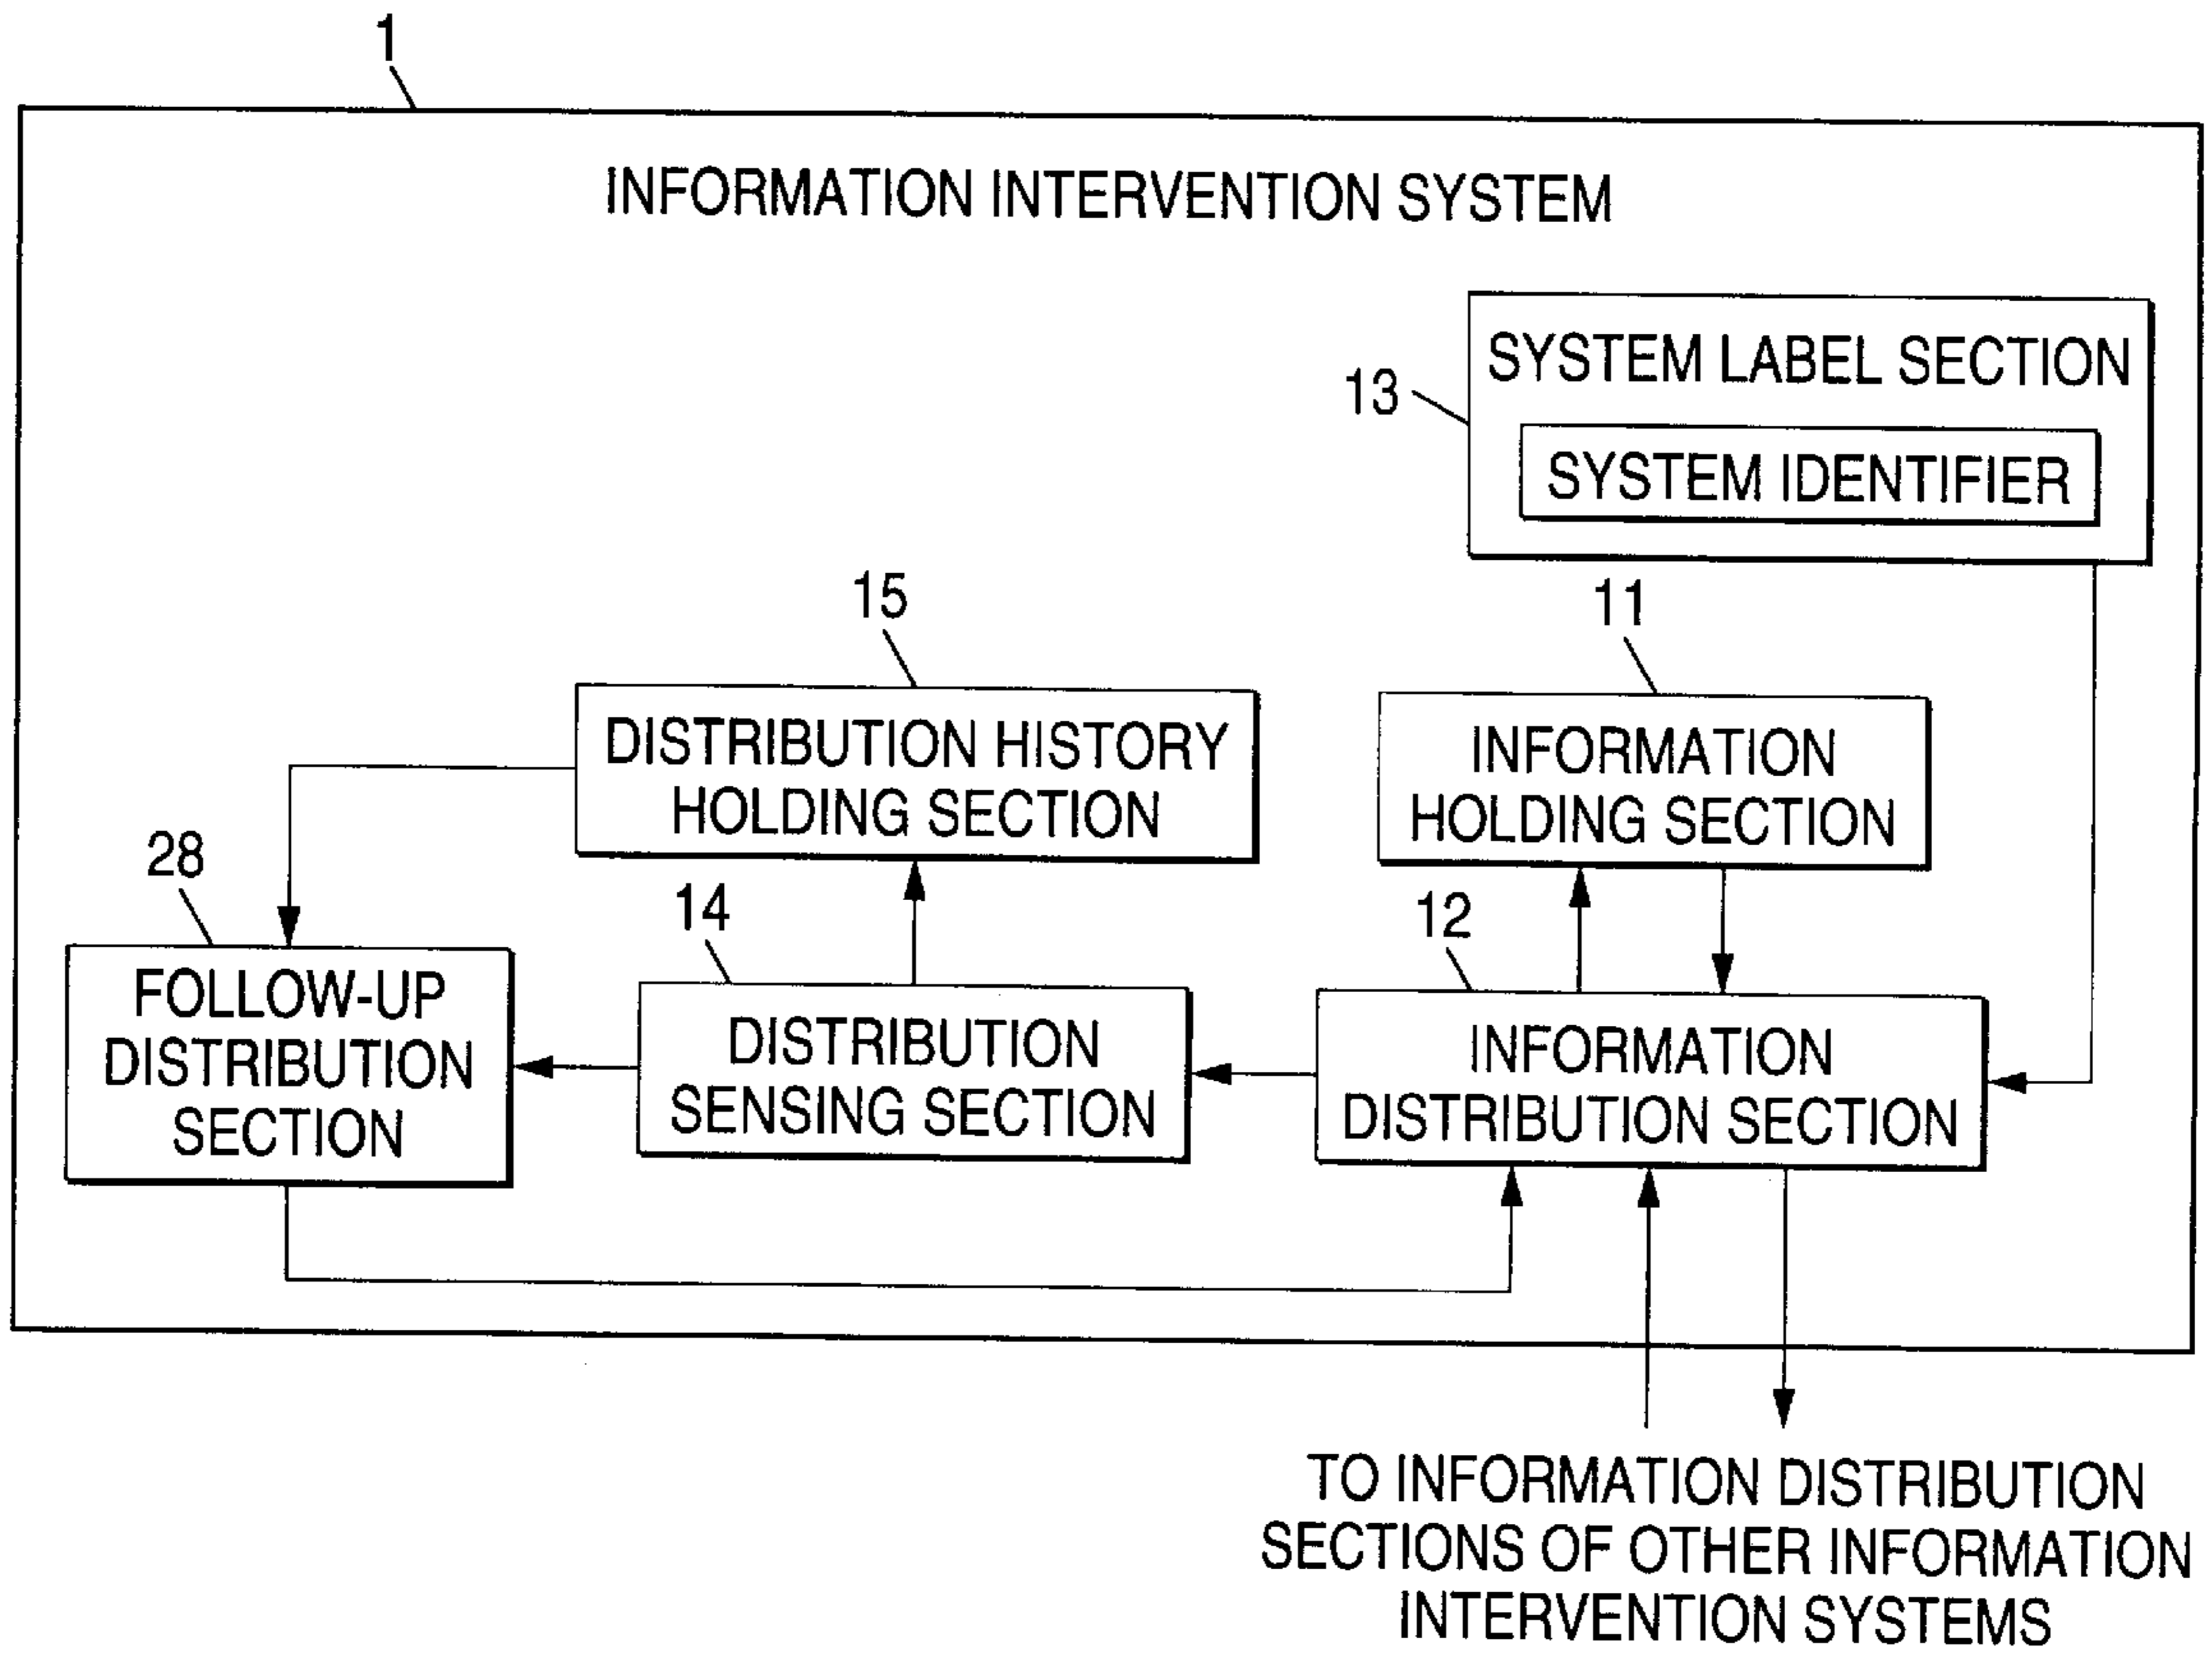 1
INFORMATION INTERVENTION SYSTEM
SYSTEM LABEL SECTION
13
SYSTEM IDENTIFIER
15
11
DISTRIBUTION HISTORY
HOLDING SECTION
INFORMATION
HOLDING SECTION
28
14
12
FOLLOW-UP
DISTRIBUTION
SECTION
DISTRIBUTION
SENSING SECTION
INFORMATION
DISTRIBUTION SECTION
TO INFORMATION DISTRIBUTION
SECTIONS OF OTHER INFORMATION
INTERVENTION SYSTEMS